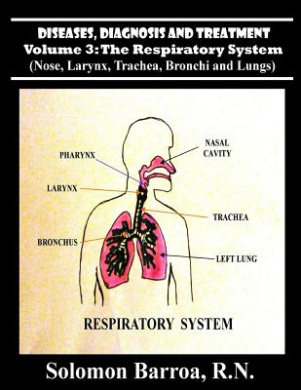 DISEASES, DIAGNOSIS AND TREATMENT
Volume 3: The Respiratory System
(Nose, Larynx, Trachea, Bronchi and Lungs)
NASAL
CAVITY
PHARYNX
LARYNX
TRACHEA
BRONCHUS
LEFT LUNG
RESPIRATORY SYSTEM
Solomon Barroa, R.N.